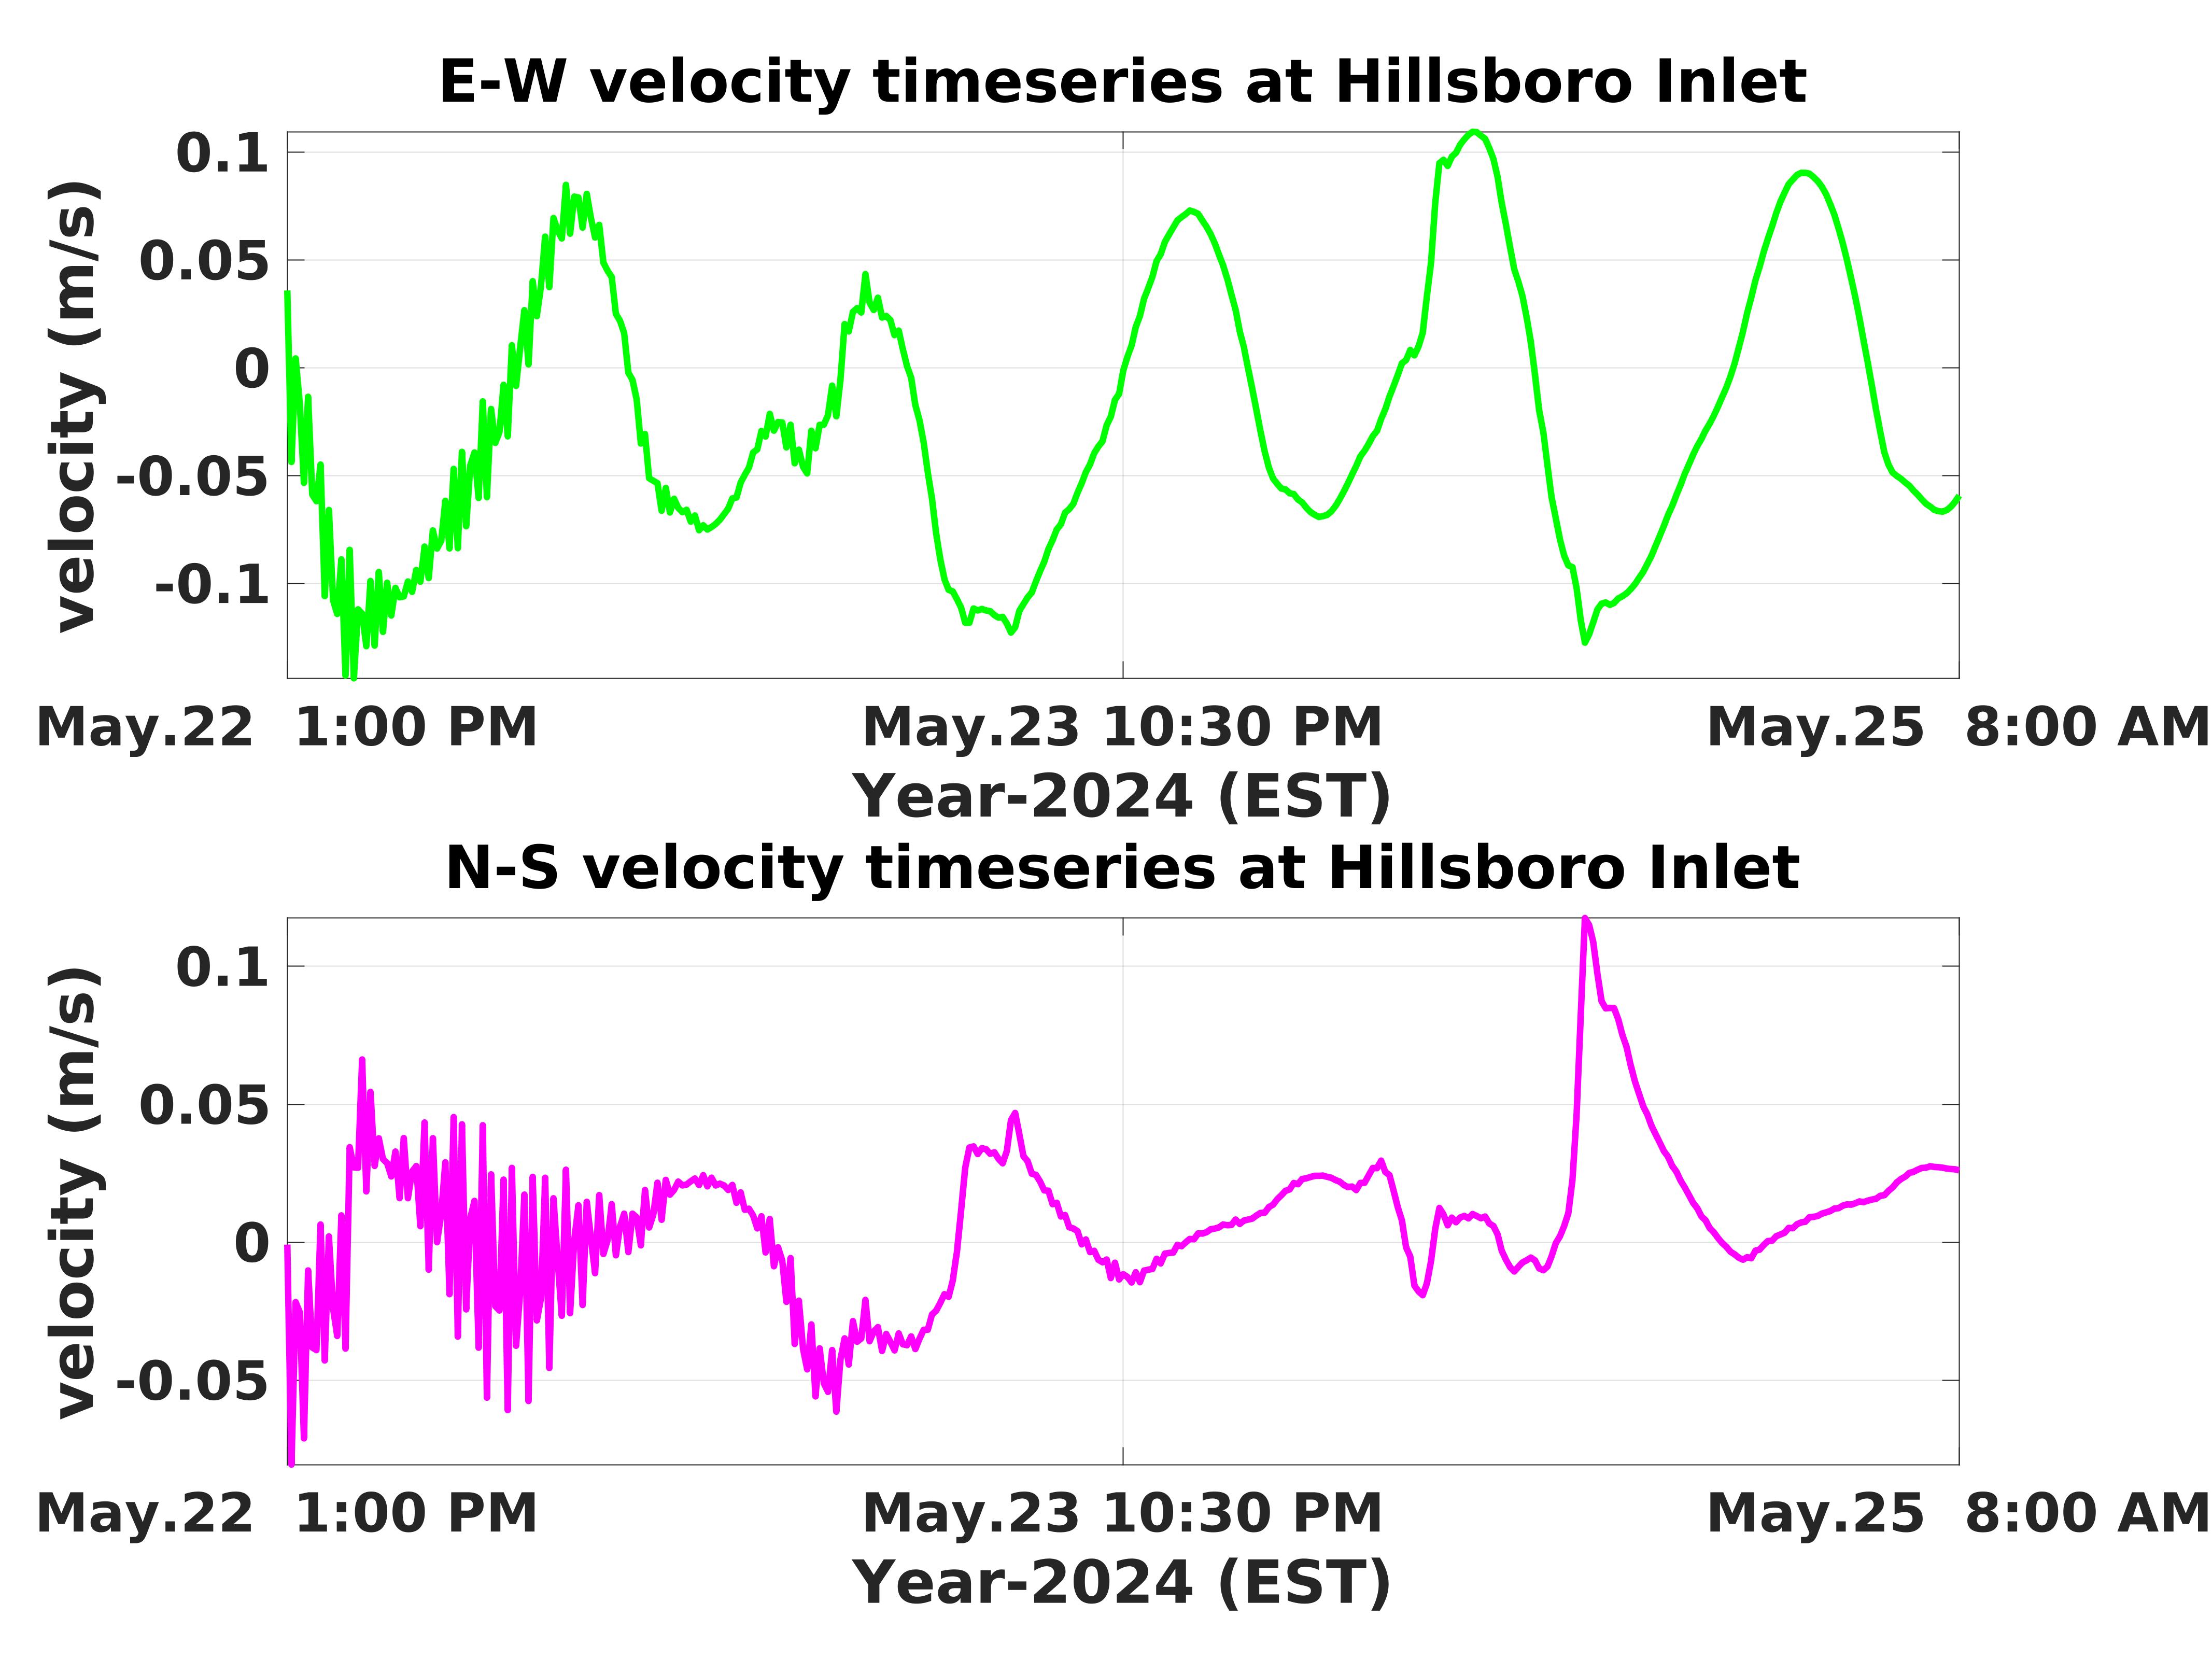 E-W velocity timeseries at Hillsboro Inlet
0.1
0.05
0
-0.05
-0.1
velocity (m/s)
May.22  1:00 PM
May.23 10:30 PM
May.25  8:00 AM
Year-2024 (EST)
N-S velocity timeseries at Hillsboro Inlet
0.1
0.05
0
-0.05
velocity (m/s)
May.22  1:00 PM
May.23 10:30 PM
May.25  8:00 AM
Year-2024 (EST)